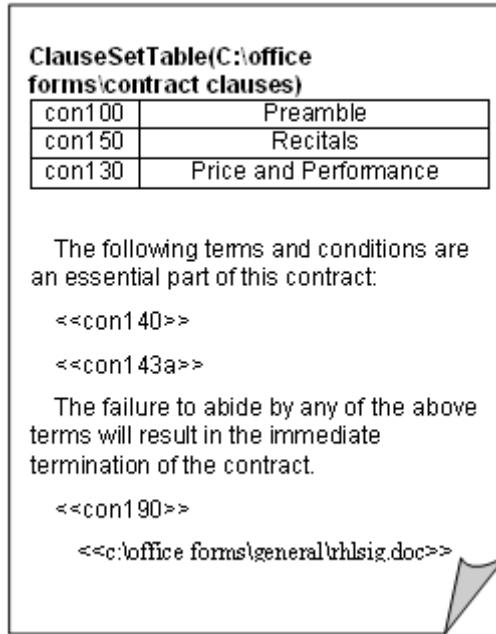 ClauseSetTable(C:\office
forms\contract clauses)
con100 Preamble
con150 Recitals
con130 Price and Performance
The following terms and conditions are
an essential part of this contract:
<<con140>>
<<con143a>>
The failure to abide by any of the above
terms will result in the immediate
termination of the contract.
<<con190>>
<<c:\office forms\general\rhlsig.doc>>